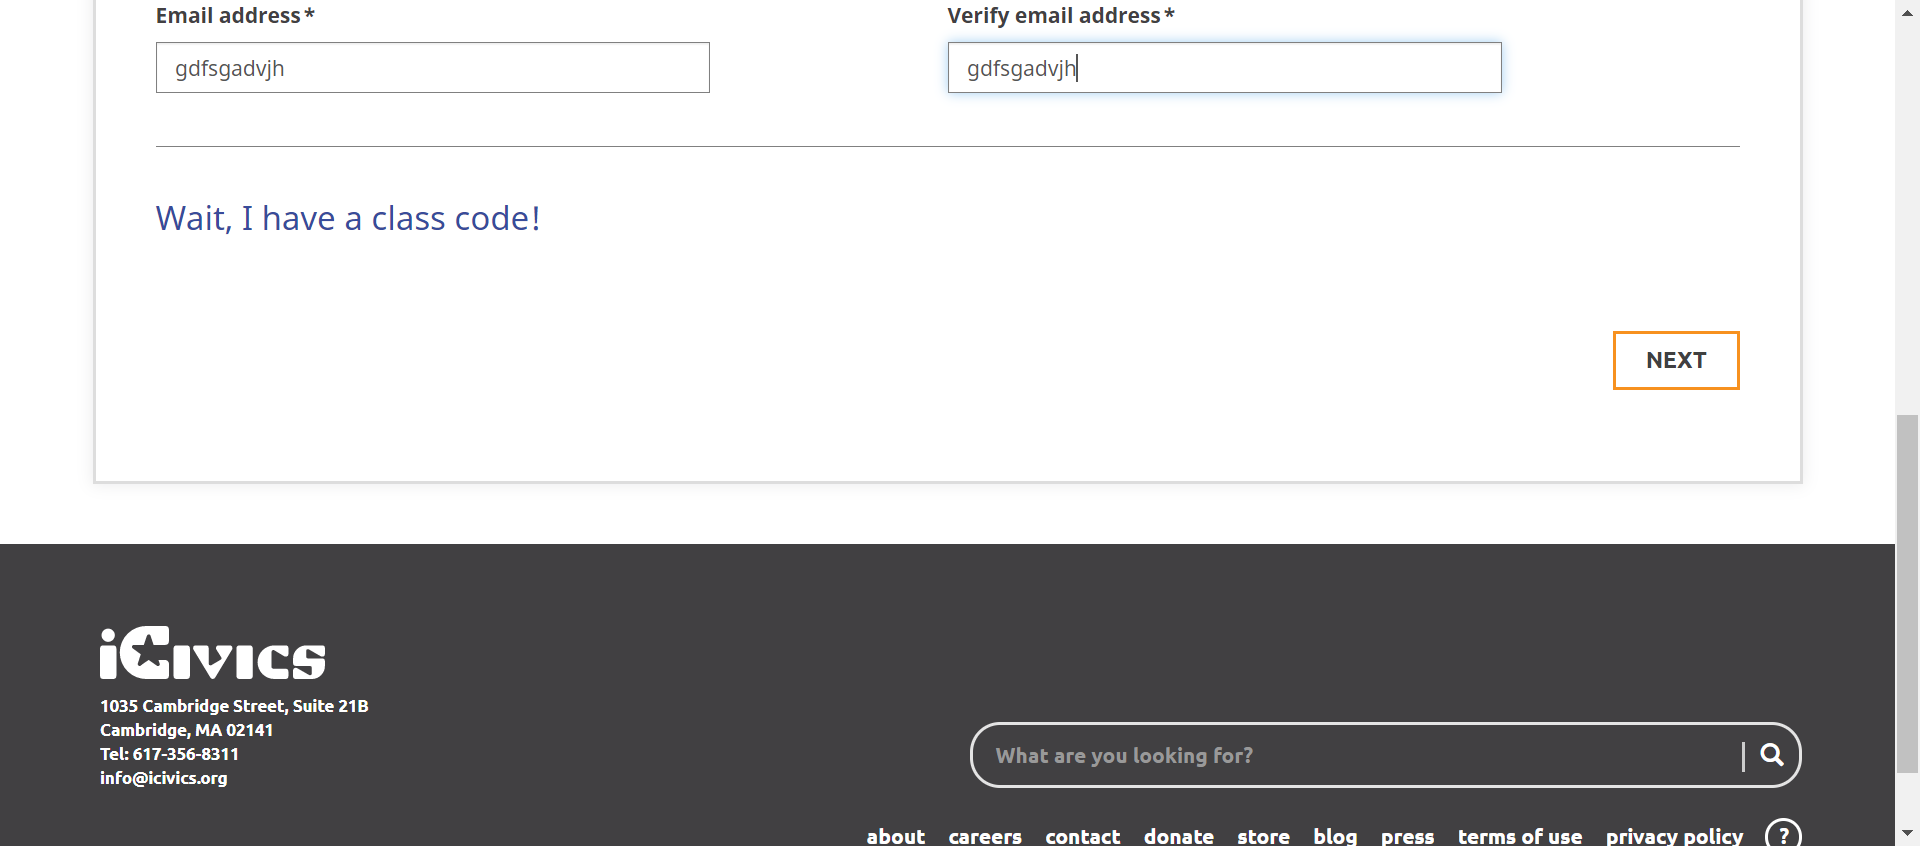 Email address* Verify email address*
gdfsgadvjh gdfsgadvjh
Wait, I have a class code!
NEXT
iCivics
1035 Cambridge Street, Suite 21B
Cambridge, MA 02141
Tel: 617-356-8311
info@icivics.org
What are you looking for?
about careers contact donate store blog press terms of use privacy policy ?